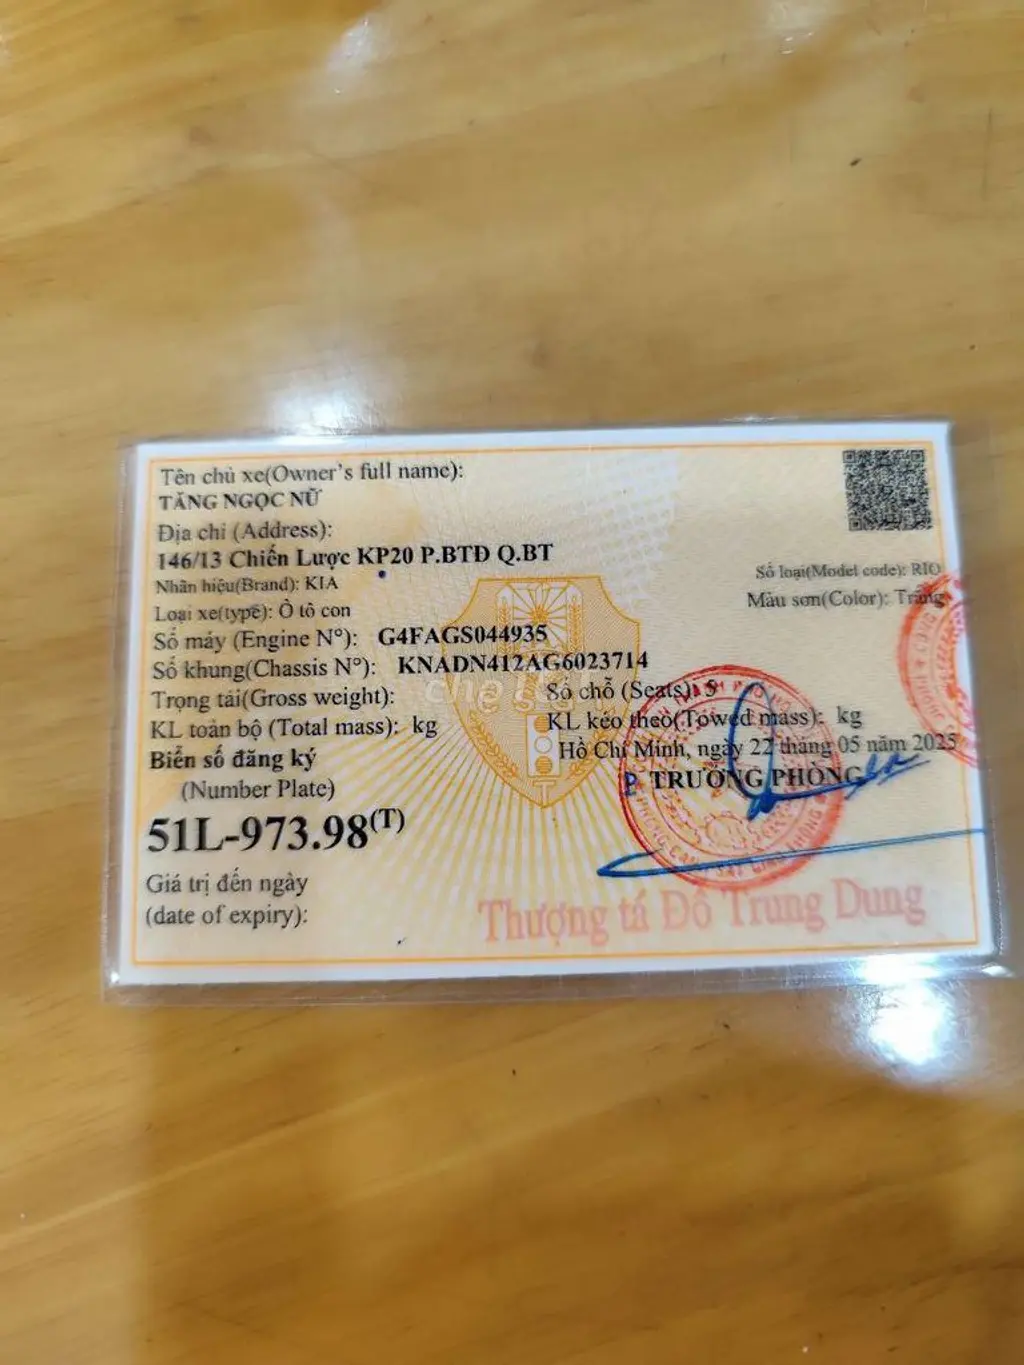 Tên chủ xe(Owner's full name):
TĂNG NGỌC NỮ
Địa chỉ (Address):
146/13 Chiến Lược KP20 P.BTĐ Q.BT
Nhãn hiệu(Brand): KIA
Số loại(Model code): RIO
Loại xe(type): Ô tô con
Màu sơn(Color): Trắng
Số máy (Engine N°): G4FAGS044935
Số khung(Chassis N°): KNADN412AG6023714
Trọng tải(Gross weight):
Số chỗ (Seats): 5
KL toàn bộ (Total mass): kg
KL kéo theo(Towed mass): kg
Hồ Chí Minh, ngày 22 tháng 05 năm 2025
Biển số đăng ký
(Number Plate)
P. TRƯỞNG PHÒNG
51L-973.98(T)
Giá trị đến ngày
(date of expiry):
Thượng tá Đỗ Trung Dung